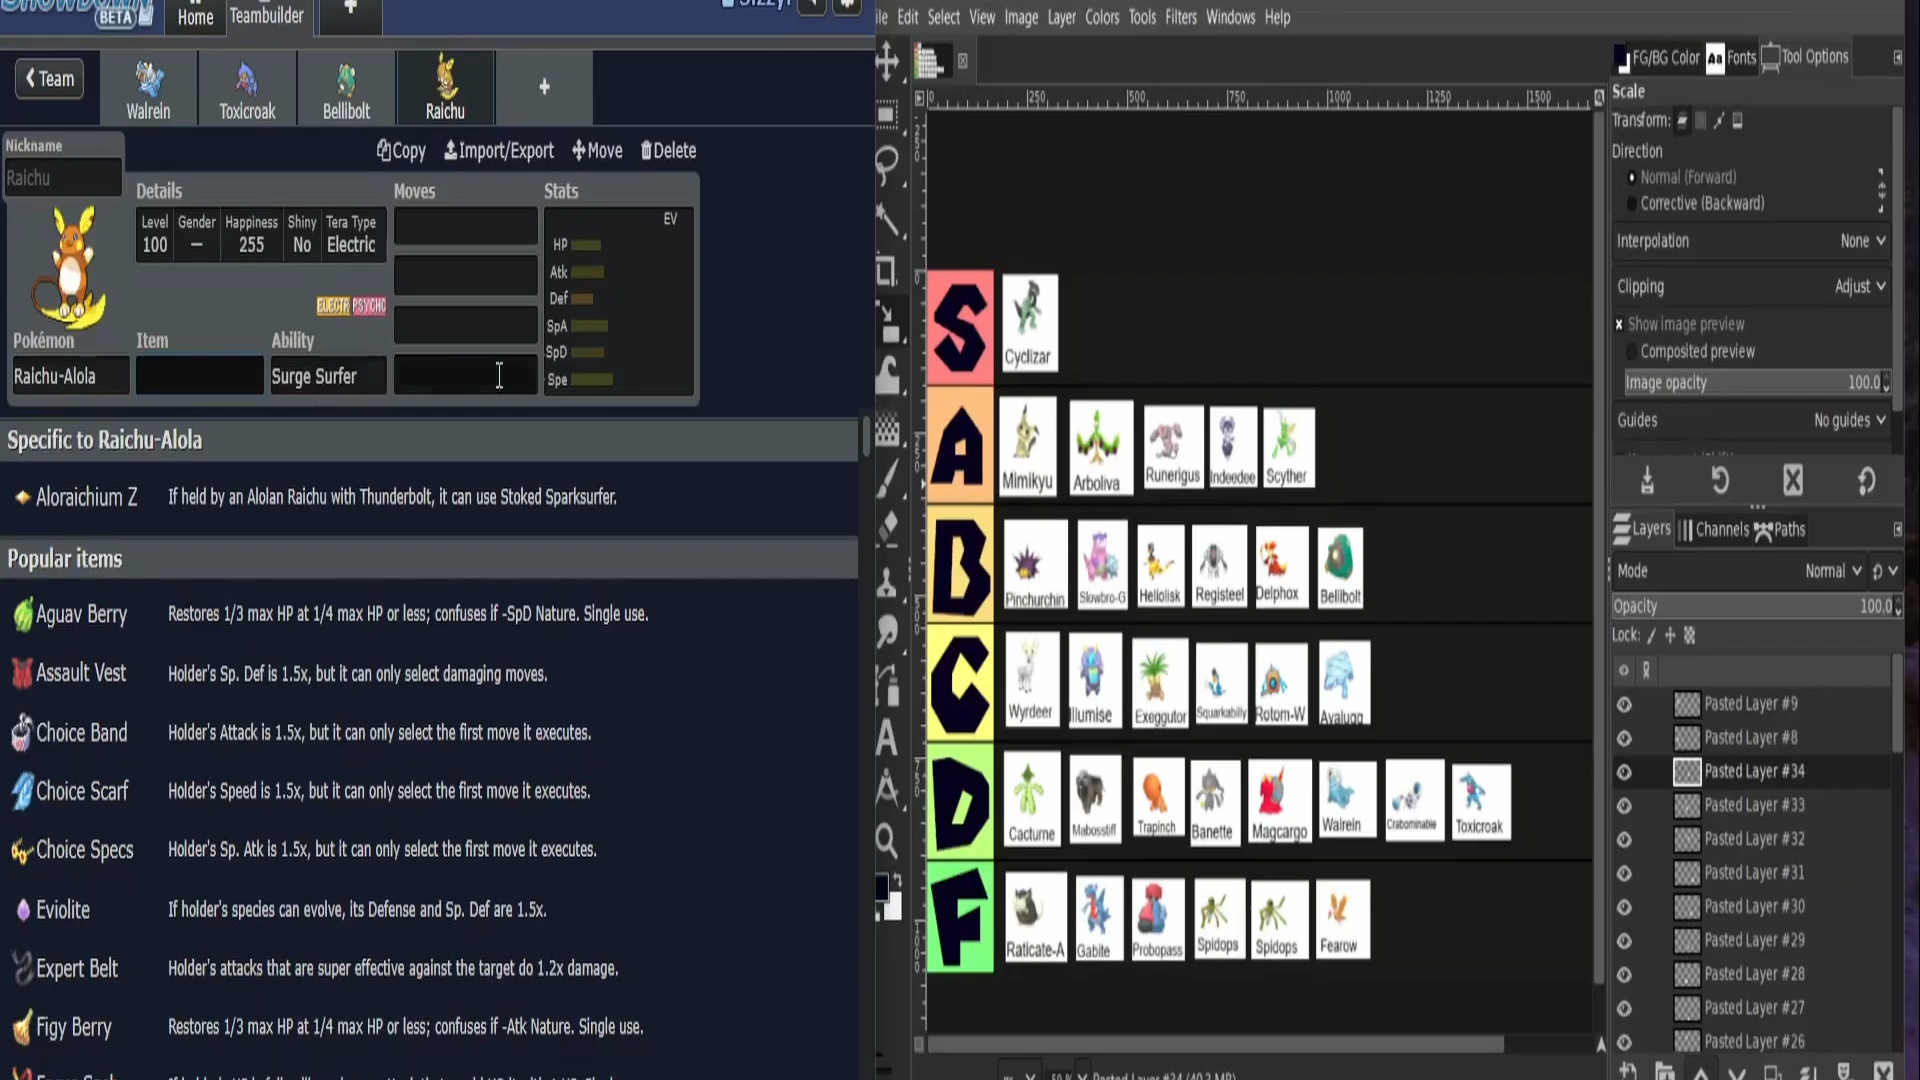 SHOWDOWN
BETA
Home
Teambuilder
Team
Walrein
Toxicroak
Bellibolt
Raichu
Nickname
Raichu
Copy
Import/Export
Move
Delete
Details
Moves
Stats
Level
100
Gender
—
Happiness
255
Shiny
No
Tera Type
Electric
EV
HP
Atk
Def
SpA
SpD
Spe
ELECTR PSYCHC
Pokémon
Raichu-Alola
Item
Ability
Surge Surfer
Specific to Raichu-Alola
Aloraichium Z If held by an Alolan Raichu with Thunderbolt, it can use Stoked Sparksurfer.
Popular items
Aguav Berry Restores 1/3 max HP at 1/4 max HP or less; confuses if -SpD Nature. Single use.
Assault Vest Holder's Sp. Def is 1.5x, but it can only select damaging moves.
Choice Band Holder's Attack is 1.5x, but it can only select the first move it executes.
Choice Scarf Holder's Speed is 1.5x, but it can only select the first move it executes.
Choice Specs Holder's Sp. Atk is 1.5x, but it can only select the first move it executes.
Eviolite If holder's species can evolve, its Defense and Sp. Def are 1.5x.
Expert Belt Holder's attacks that are super effective against the target do 1.2x damage.
Figy Berry Restores 1/3 max HP at 1/4 max HP or less; confuses if -Atk Nature. Single use.
ile Edit Select View Image Layer Colors Tools Filters Windows Help
0 250 500 750 1000 1250 1500
S
Cyclizar
A
Mimikyu Arboliva Runerigus Indeedee Scyther
B
Pinchurchin Slowbro-G Heliolisk Registeel Delphox Bellibolt
C
Wyrdeer Illumise Exeggutor Squawkabilly Rotom-W Avalugg
D
Cacturne Mabosstiff Trapinch Banette Magcargo Walrein Crabominable Toxicroak
F
Raticate-A Gabite Probopass Spidops Spidops Fearow
FG/BG Color
Aa Fonts
Tool Options
Scale
Transform:
Direction
Normal (Forward)
Corrective (Backward)
Interpolation None
Clipping Adjust
Show image preview
Composited preview
Image opacity 100.0
Guides No guides
Layers Channels Paths
Mode Normal
Opacity 100.0
Lock:
Pasted Layer #9
Pasted Layer #8
Pasted Layer #34
Pasted Layer #33
Pasted Layer #32
Pasted Layer #31
Pasted Layer #30
Pasted Layer #29
Pasted Layer #28
Pasted Layer #27
Pasted Layer #26